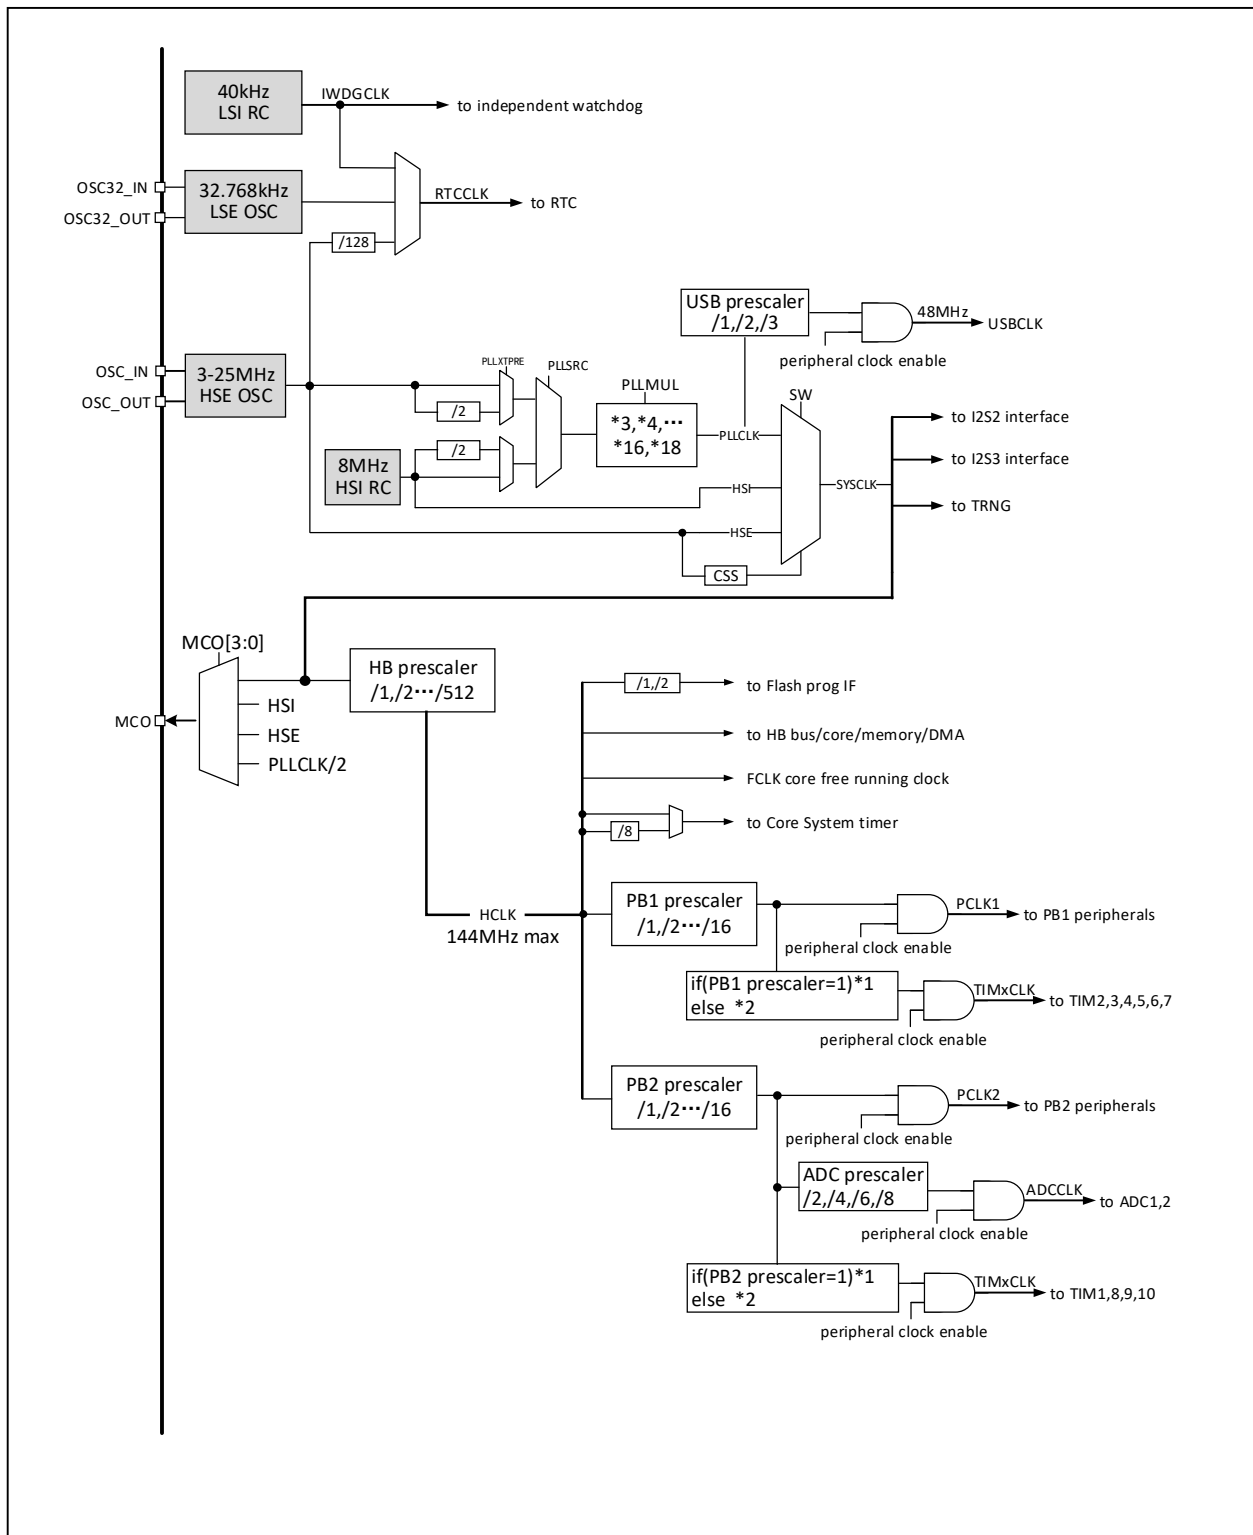 40kHz
LSI RC
IWDGCLK
to independent watchdog
OSC32_IN
OSC32_OUT
32.768kHz
LSE OSC
RTCCLK
to RTC
/128
USB prescaler
/1,/2,/3
48MHz
USBCLK
peripheral clock enable
OSC_IN
OSC_OUT
3-25MHz
HSE OSC
PLLXTPRE
PLLSRC
/2
PLLMUL
*3,*4,···
*16,*18
PLLCLK
SW
/2
8MHz
HSI RC
HSI
HSE
CSS
SYSCLK
to I2S2 interface
to I2S3 interface
to TRNG
MCO[3:0]
MCO
HSI
HSE
PLLCLK/2
HB prescaler
/1,/2···/512
/1,/2
to Flash prog IF
to HB bus/core/memory/DMA
FCLK core free running clock
/8
to Core System timer
HCLK
144MHz max
PB1 prescaler
/1,/2···/16
PCLK1
to PB1 peripherals
peripheral clock enable
if(PB1 prescaler=1)*1
else *2
TIMxCLK
to TIM2,3,4,5,6,7
peripheral clock enable
PB2 prescaler
/1,/2···/16
PCLK2
to PB2 peripherals
peripheral clock enable
ADC prescaler
/2,/4,/6,/8
ADCCLK
to ADC1,2
peripheral clock enable
if(PB2 prescaler=1)*1
else *2
TIMxCLK
to TIM1,8,9,10
peripheral clock enable